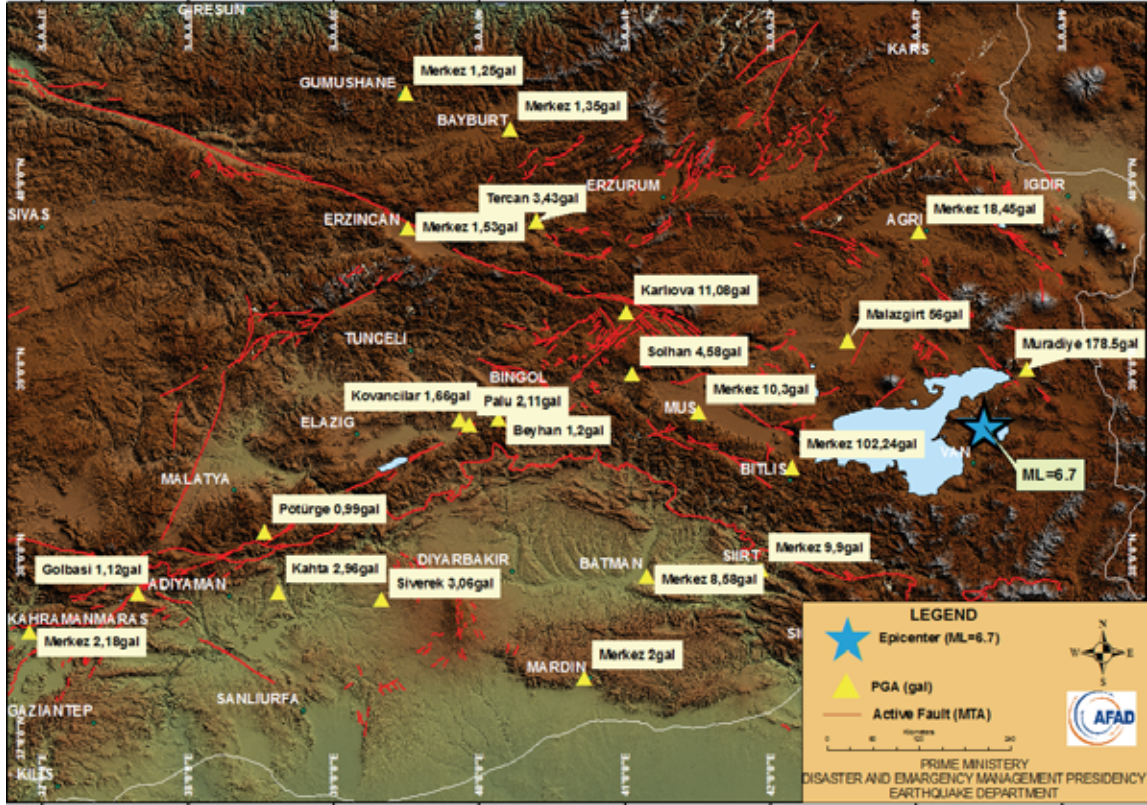 GIRESUN
KARS
Merkez 1,25gal
GUMUSHANE
Merkez 1,35gal
BAYBURT
ERZURUM
IGDIR
Tercan 3,43gal
Merkez 18,45gal
SIVAS
ERZINCAN
Merkez 1,53gal
AGRI
Karlıova 11,08gal
Malazgirt 56gal
TUNCELI
Solhan 4,58gal
Muradiye 178.5gal
BINGOL
Merkez 10,3gal
Kovancilar 1,66gal
Palu 2,11gal
MUS
ELAZIG
Beyhan 1,2gal
Merkez 102,24gal
VAN
BITLIS
ML=6.7
MALATYA
Potürge 0,99gal
Merkez 9,9gal
DIYARBAKIR
BATMAN
SIIRT
Golbasi 1,12gal
Kahta 2,96gal
Siverek 3,06gal
Merkez 8,58gal
ADIYAMAN
KAHRAMANMARAS
Merkez 2,18gal
SI
Merkez 2gal
MARDIN
SANLIURFA
GAZIANTEP
KILIS
LEGEND
Epicenter (ML=6.7)
PGA (gal)
Active Fault (MTA)
Kilometers
N
W E
S
AFAD
PRIME MINISTERY
DISASTER AND EMARGENCY MANAGEMENT PRESIDENCY
EARTHQUAKE DEPARTMENT